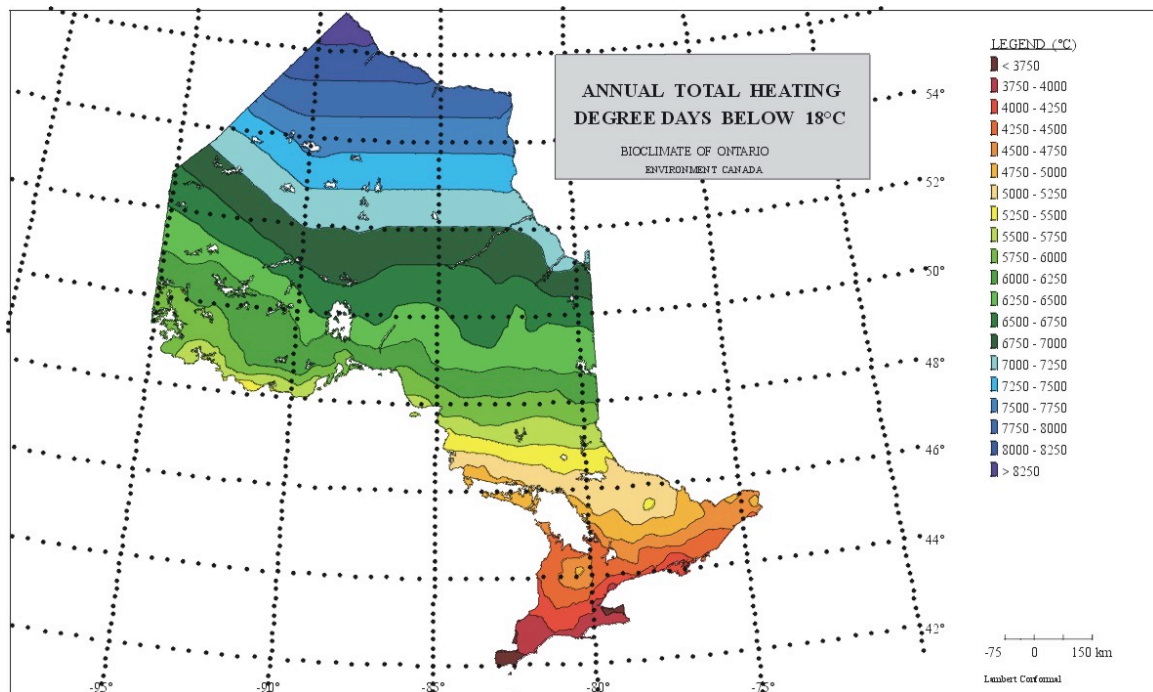 ANNUAL TOTAL HEATING
DEGREE DAYS BELOW 18°C
BIOCLIMATE OF ONTARIO
ENVIRONMENT CANADA
LEGEND (°C)
< 3750
3750 - 4000
4000 - 4250
4250 - 4500
4500 - 4750
4750 - 5000
5000 - 5250
5250 - 5500
5500 - 5750
5750 - 6000
6000 - 6250
6250 - 6500
6500 - 6750
6750 - 7000
7000 - 7250
7250 - 7500
7500 - 7750
7750 - 8000
8000 - 8250
> 8250
54°
52°
50°
48°
46°
44°
42°
-95°
-90°
-85°
-80°
-75°
-75 0 150 km
Lambert Conformal